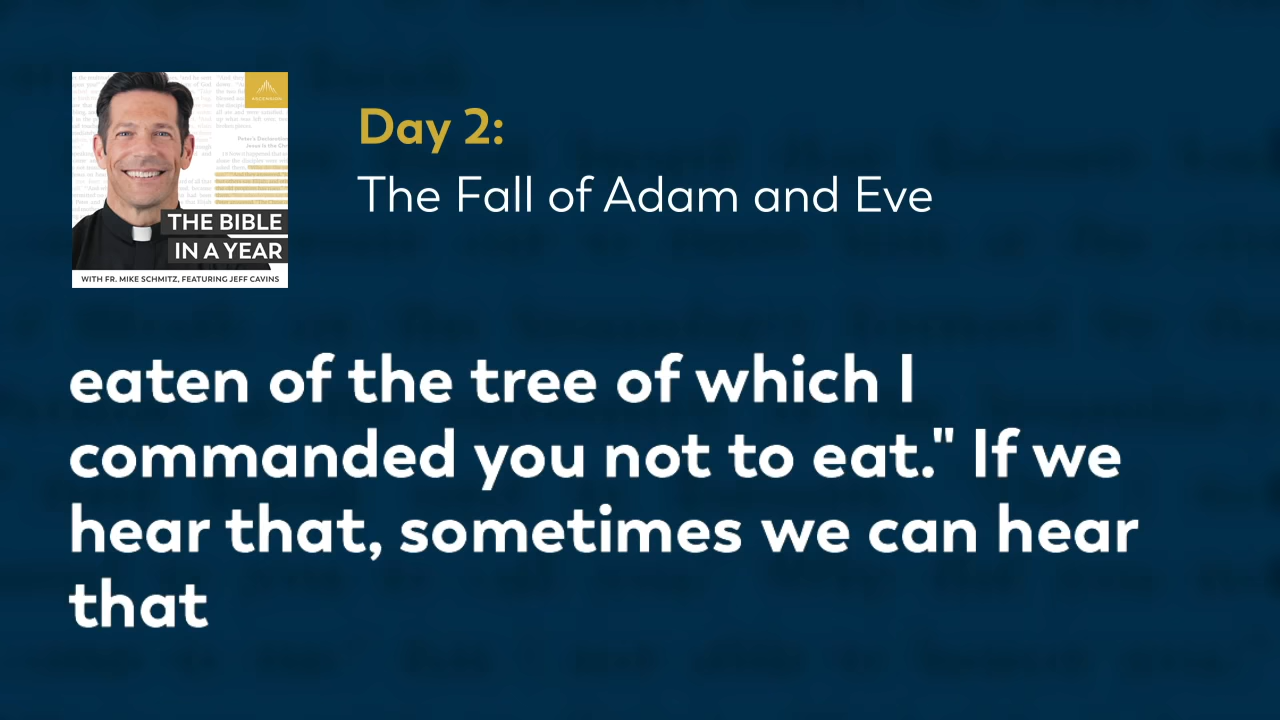 ASCENSION
THE BIBLE
IN A YEAR
WITH FR. MIKE SCHMITZ, FEATURING JEFF CAVINS
Day 2:
The Fall of Adam and Eve
eaten of the tree of which I
commanded you not to eat." If we
hear that, sometimes we can hear
that